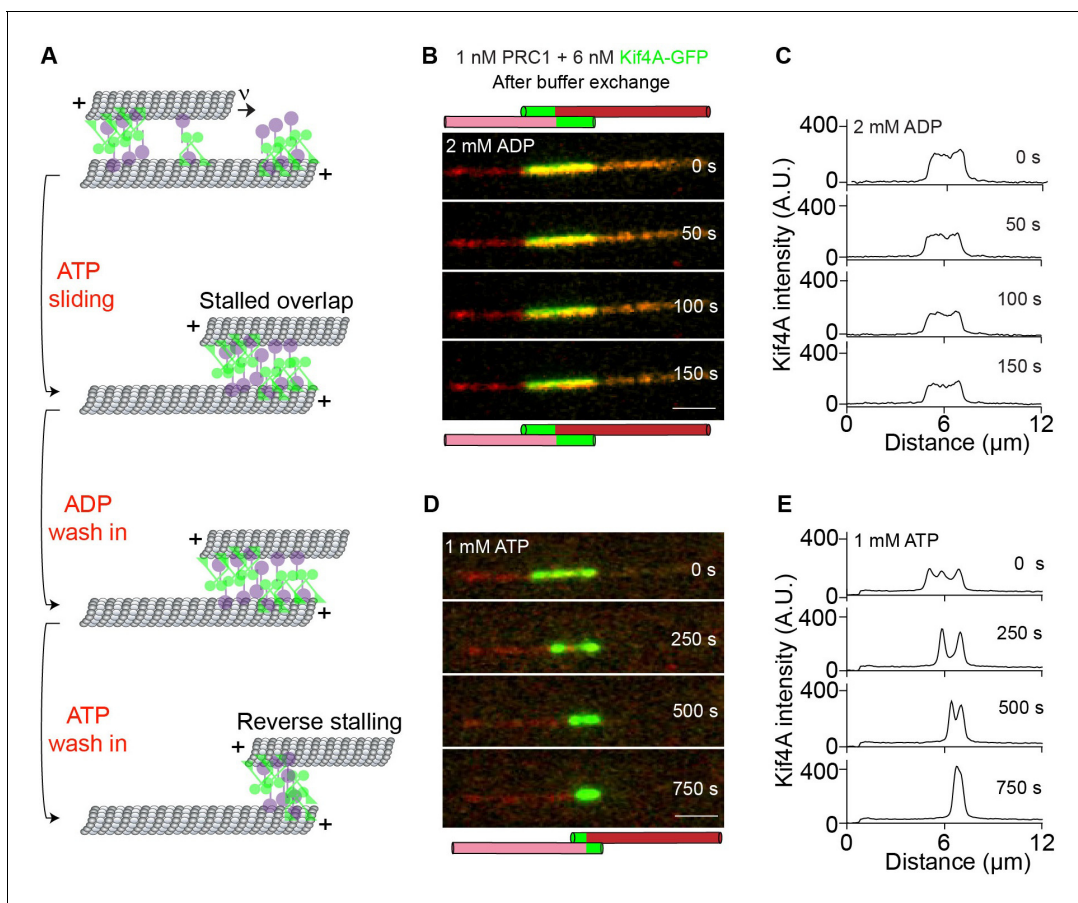 A
+
ν
+
ATP
sliding
Stalled overlap
+
+
ADP
wash in
+
+
ATP
wash in
Reverse stalling
+
+
B
1 nM PRC1 + 6 nM Kif4A-GFP
After buffer exchange
2 mM ADP
0 s
50 s
100 s
150 s
C
2 mM ADP
Kif4A intensity (A.U.)
400
0
0 s
400
0
50 s
400
0
100 s
400
0
150 s
0 6 12
Distance (µm)
D
1 mM ATP
0 s
250 s
500 s
750 s
E
1 mM ATP
Kif4A intensity (A.U.)
400
0
0 s
400
0
250 s
400
0
500 s
400
0
750 s
0 6 12
Distance (µm)